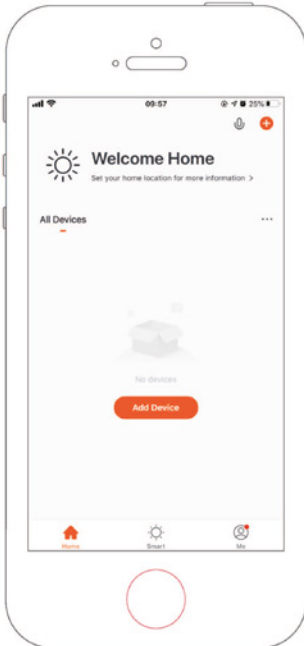 09:57
25%
Welcome Home
Set your home location for more information >
All Devices
No devices
Add Device
Home
Smart
Me